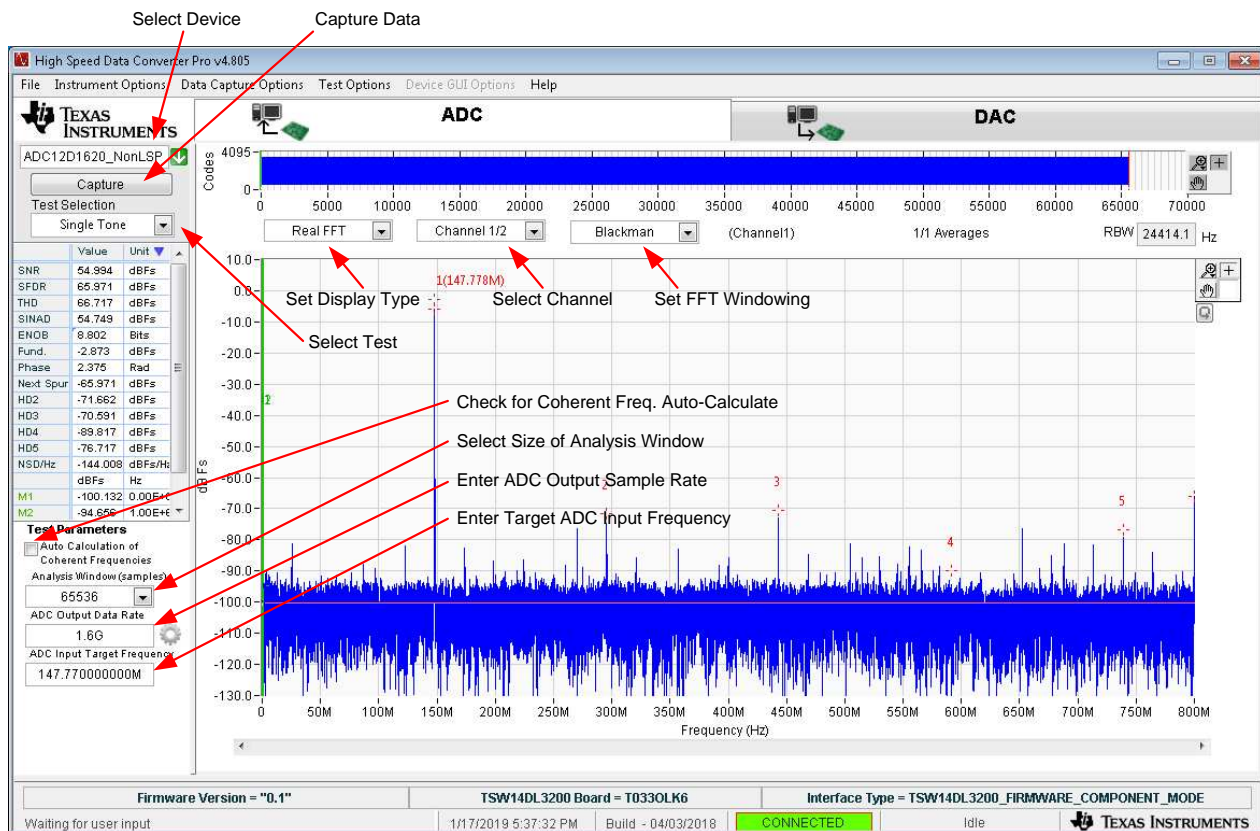 Select Device
Capture Data
High Speed Data Converter Pro v4.805
File Instrument Options Data Capture Options Test Options Device GUI Options Help
TEXAS INSTRUMENTS
ADC
DAC
ADC12D1620_NonLSP
Capture
Test Selection
Single Tone
Codes
4095
0
0 5000 10000 15000 20000 25000 30000 35000 40000 45000 50000 55000 60000 65000 70000
Real FFT
Channel 1/2
Blackman
(Channel1)
1/1 Averages
RBW 24414.1 Hz
Value Unit
SNR 54.994 dBFs
SFDR 65.971 dBFs
THD 66.717 dBFs
SINAD 54.749 dBFs
ENOB 8.802 Bits
Fund. -2.873 dBFs
Phase 2.375 Rad
Next Spur -65.971 dBFs
HD2 -71.662 dBFs
HD3 -70.591 dBFs
HD4 -89.817 dBFs
HD5 -76.717 dBFs
NSD/Hz -144.008 dBFs/Hz
dBFs Hz
M1 -100.132 0.00E+
M2 -94.656 1.00E+6
Set Display Type
Select Channel
Set FFT Windowing
Select Test
Check for Coherent Freq. Auto-Calculate
Select Size of Analysis Window
Enter ADC Output Sample Rate
Enter Target ADC Input Frequency
Test Parameters
Auto Calculation of
Coherent Frequencies
Analysis Window (samples)
65536
ADC Output Data Rate
1.6G
ADC Input Target Frequency
147.770000000M
dBFs
10.0
0.0
-10.0
-20.0
-30.0
-40.0
-50.0
-60.0
-70.0
-80.0
-90.0
-100.0
-110.0
-120.0
-130.0
1(147.778M)
2
3
4
5
0 50M 100M 150M 200M 250M 300M 350M 400M 450M 500M 550M 600M 650M 700M 750M 800M
Frequency (Hz)
Firmware Version = "0.1"
TSW14DL3200 Board = T033OLK6
Interface Type = TSW14DL3200_FIRMWARE_COMPONENT_MODE
Waiting for user input
1/17/2019 5:37:32 PM
Build - 04/03/2018
CONNECTED
Idle
TEXAS INSTRUMENTS